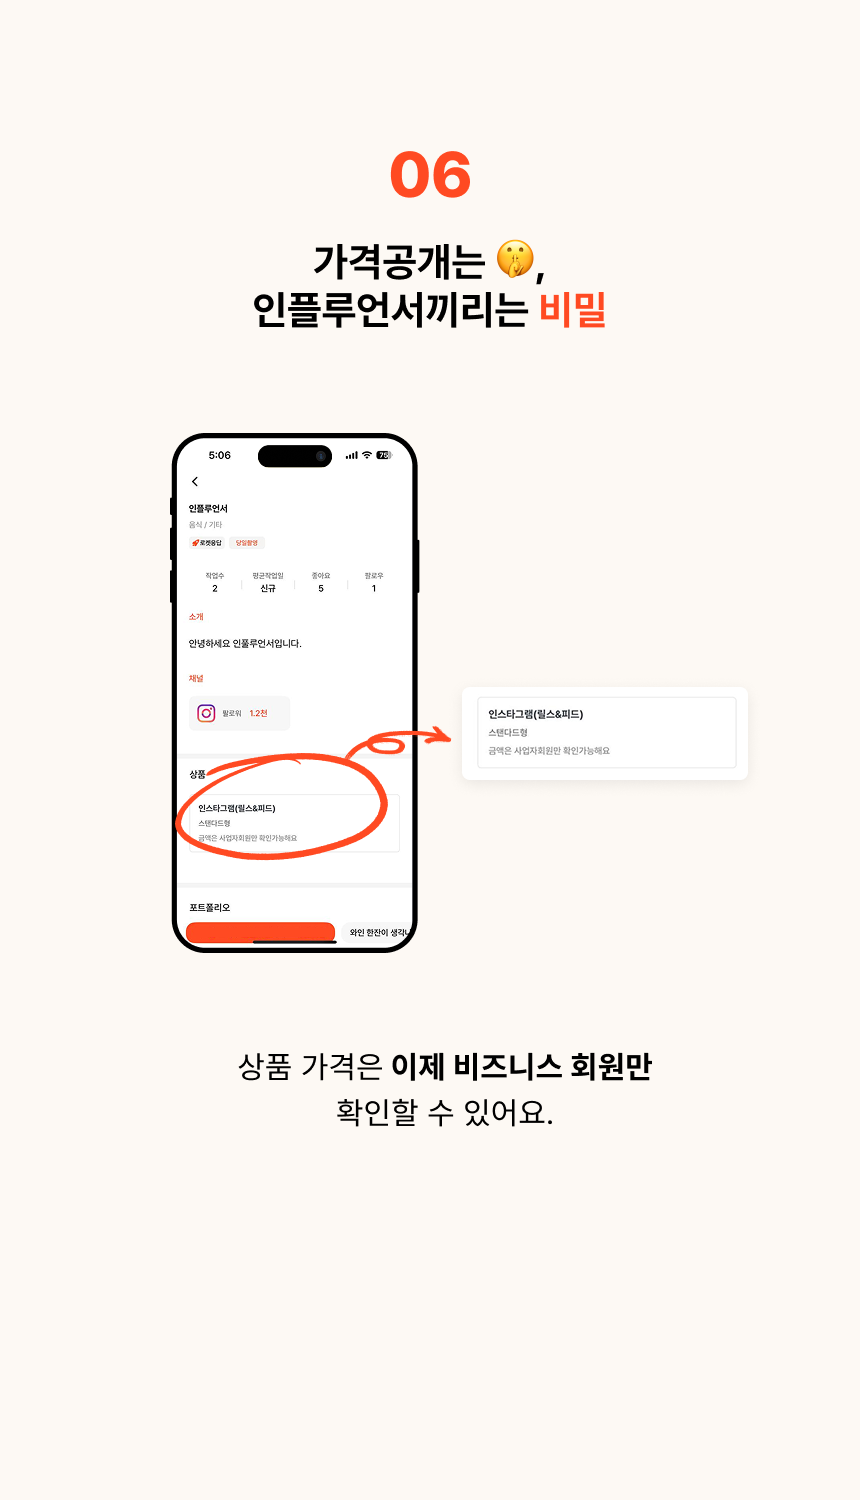 06
가격공개는 🤫,
인플루언서끼리는 비밀
5:06
76
인플루언서
음식 / 기타
🚀로켓응답 당일촬영
작업수 평균작업일 좋아요 팔로우
2 신규 5 1
소개
안녕하세요 인풀루언서입니다.
채널
팔로워 1.2천
상품
인스타그램(릴스&피드)
스탠다드형
금액은 사업자회원만 확인가능해요
포트폴리오
와인 한잔이 생각나
인스타그램(릴스&피드)
스탠다드형
금액은 사업자회원만 확인가능해요
상품 가격은 이제 비즈니스 회원만
확인할 수 있어요.